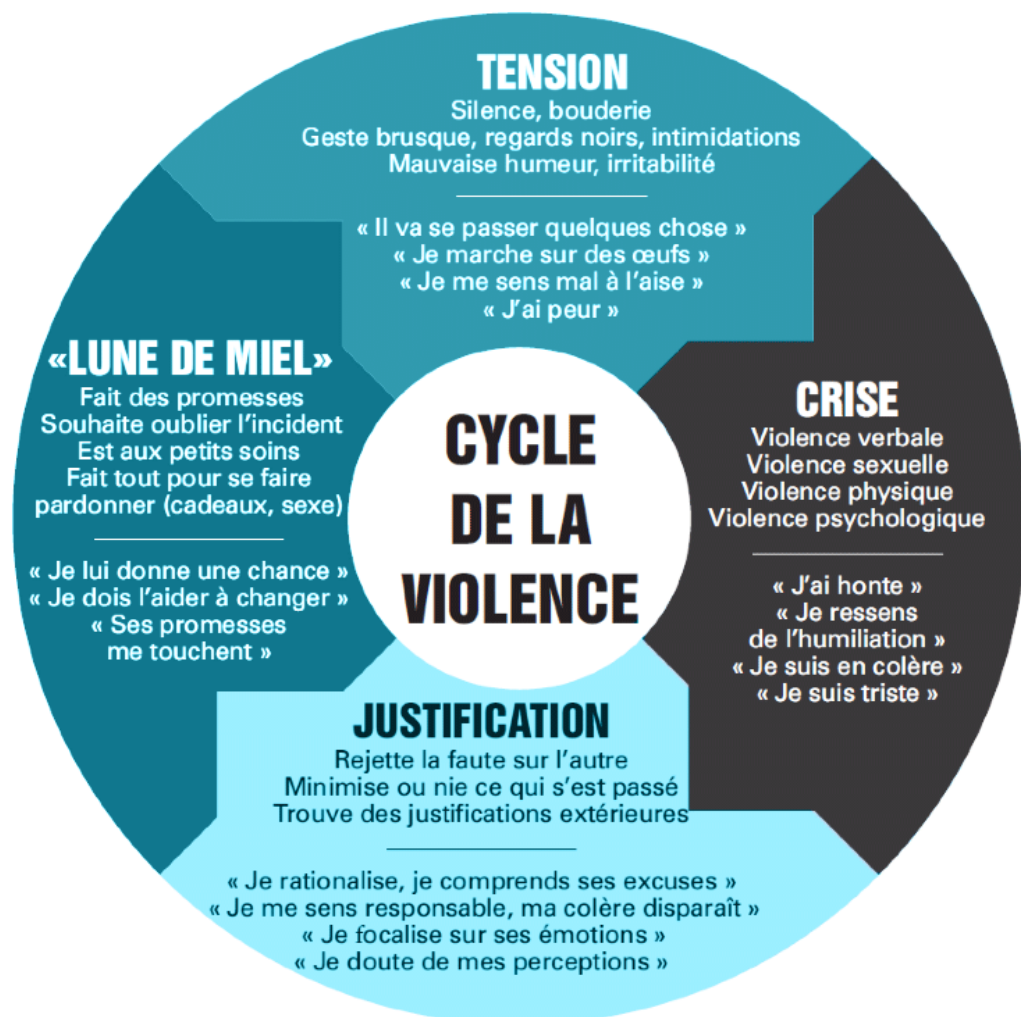 TENSION
Silence, bouderie
Geste brusque, regards noirs, intimidations
Mauvaise humeur, irritabilité
« Il va se passer quelques chose »
« Je marche sur des œufs »
« Je me sens mal à l'aise »
« J'ai peur »
CRISE
Violence verbale
Violence sexuelle
Violence physique
Violence psychologique
« J'ai honte »
« Je ressens
de l'humiliation »
« Je suis en colère »
« Je suis triste »
JUSTIFICATION
Rejette la faute sur l'autre
Minimise ou nie ce qui s'est passé
Trouve des justifications extérieures
« Je rationalise, je comprends ses excuses »
« Je me sens responsable, ma colère disparaît »
« Je focalise sur ses émotions »
« Je doute de mes perceptions »
«LUNE DE MIEL»
Fait des promesses
Souhaite oublier l'incident
Est aux petits soins
Fait tout pour se faire
pardonner (cadeaux, sexe)
« Je lui donne une chance »
« Je dois l'aider à changer »
« Ses promesses
me touchent »
CYCLE
DE LA
VIOLENCE